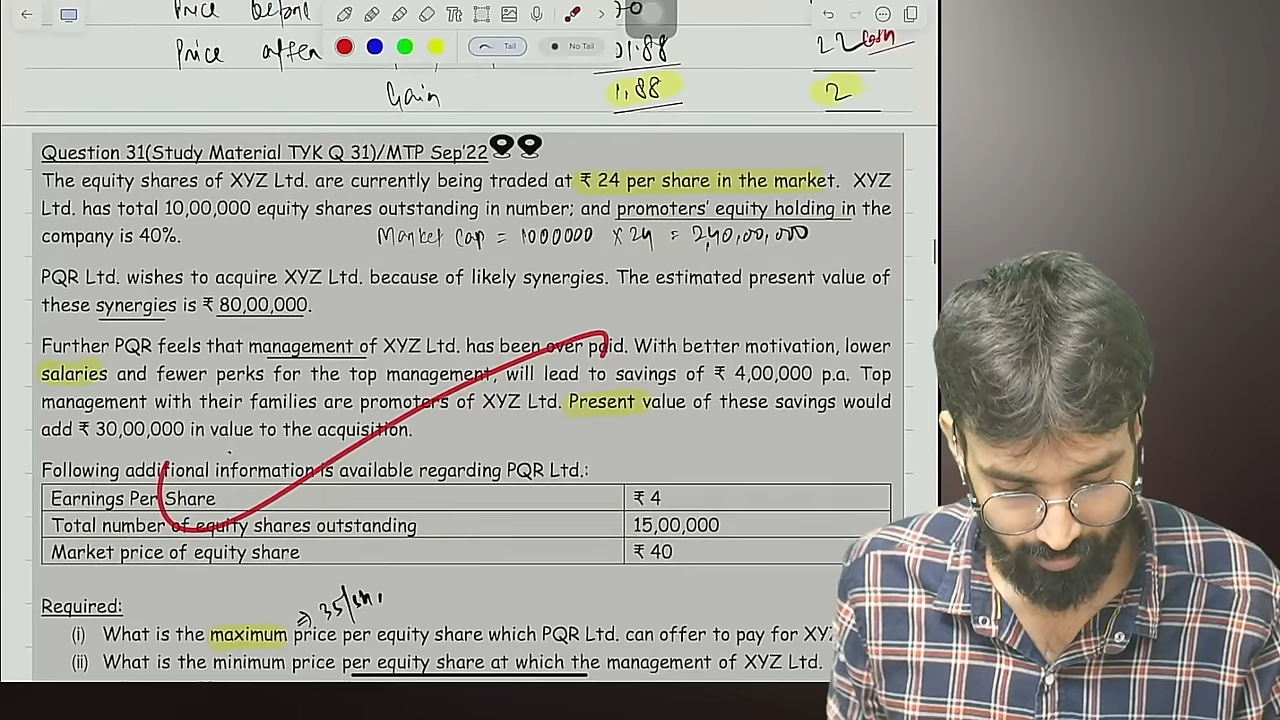 Price before 70
Tail No Tail
Price after 22 Cash
Gain 1.88 2
Question 31(Study Material TYK Q 31)/MTP Sep'22
The equity shares of XYZ Ltd. are currently being traded at ₹ 24 per share in the market. XYZ
Ltd. has total 10,00,000 equity shares outstanding in number; and promoters' equity holding in the
company is 40%. Market Cap = 1000000 x 24 = 2,40,00,000
PQR Ltd. wishes to acquire XYZ Ltd. because of likely synergies. The estimated present value of
these synergies is ₹ 80,00,000.
Further PQR feels that management of XYZ Ltd. has been over paid. With better motivation, lower
salaries and fewer perks for the top management, will lead to savings of ₹ 4,00,000 p.a. Top
management with their families are promoters of XYZ Ltd. Present value of these savings would
add ₹ 30,00,000 in value to the acquisition.
Following additional information is available regarding PQR Ltd.:
Earnings Per Share ₹ 4
Total number of equity shares outstanding 15,00,000
Market price of equity share ₹ 40
Required: ⇒ 35/sh
(i) What is the maximum price per equity share which PQR Ltd. can offer to pay for XYZ
(ii) What is the minimum price per equity share at which the management of XYZ Ltd.